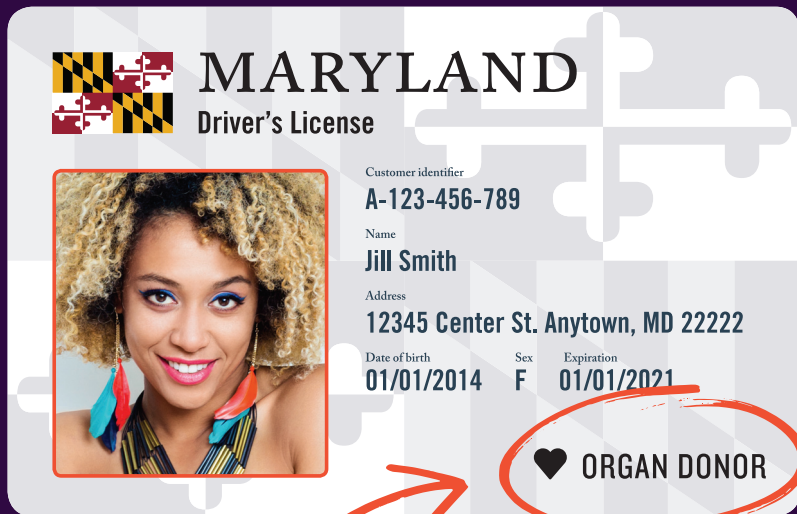 MARYLAND
Driver's License
Customer identifier
A-123-456-789
Name
Jill Smith
Address
12345 Center St. Anytown, MD 22222
Date of birth Sex Expiration
01/01/2014 F 01/01/2021
ORGAN DONOR